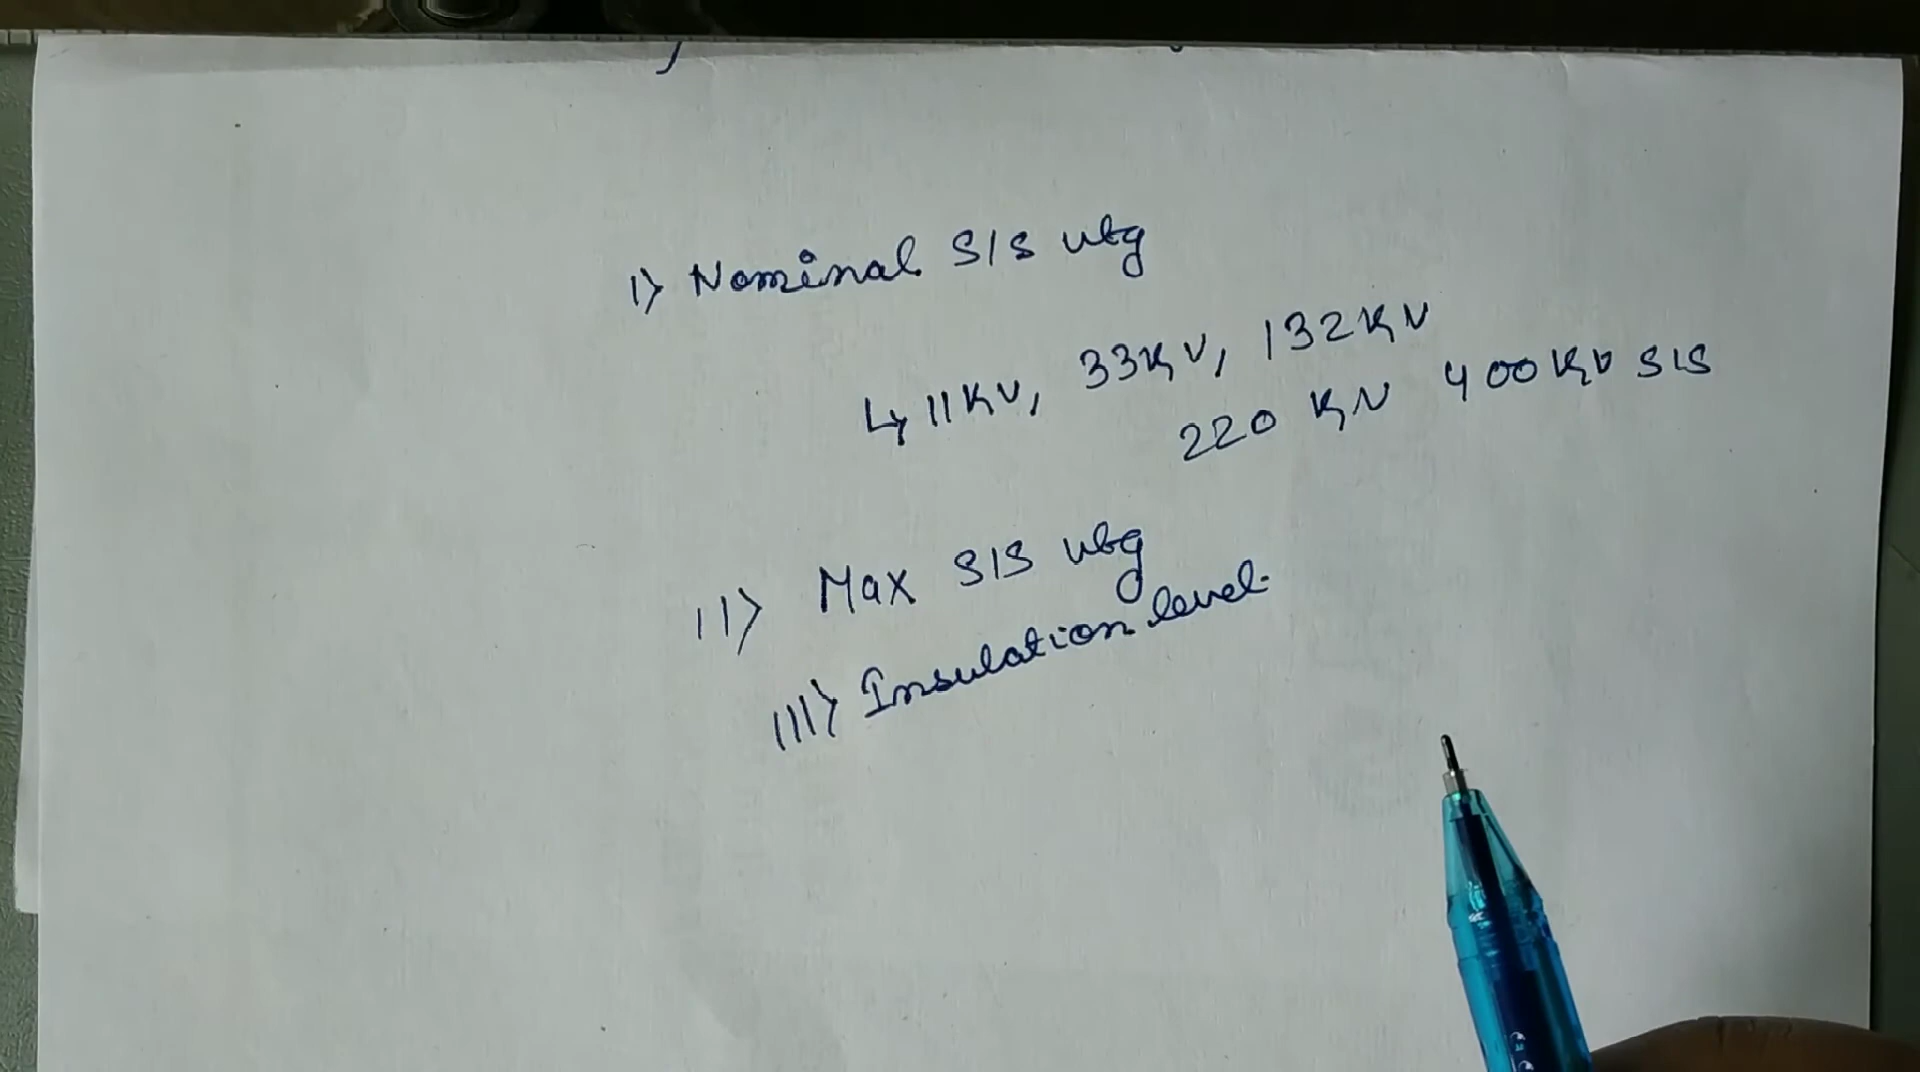 1) Nominal S/S vtg
↳ 11KV, 33KV, 132KV
220 KV 400KV S/S
11) Max S/S vtg
111) Insulation level.